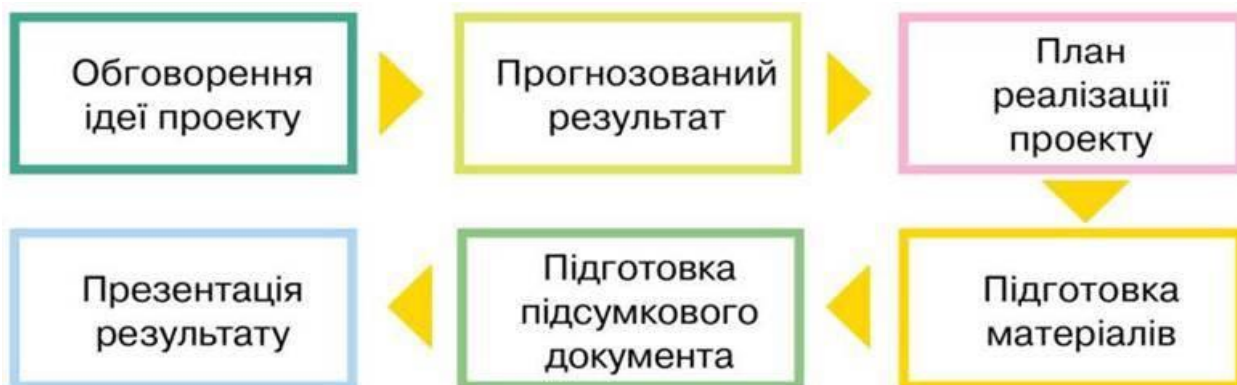 Обговорення
ідеї проекту
Прогнозований
результат
План
реалізації
проекту
Підготовка
матеріалів
Підготовка
підсумкового
документа
Презентація
результату